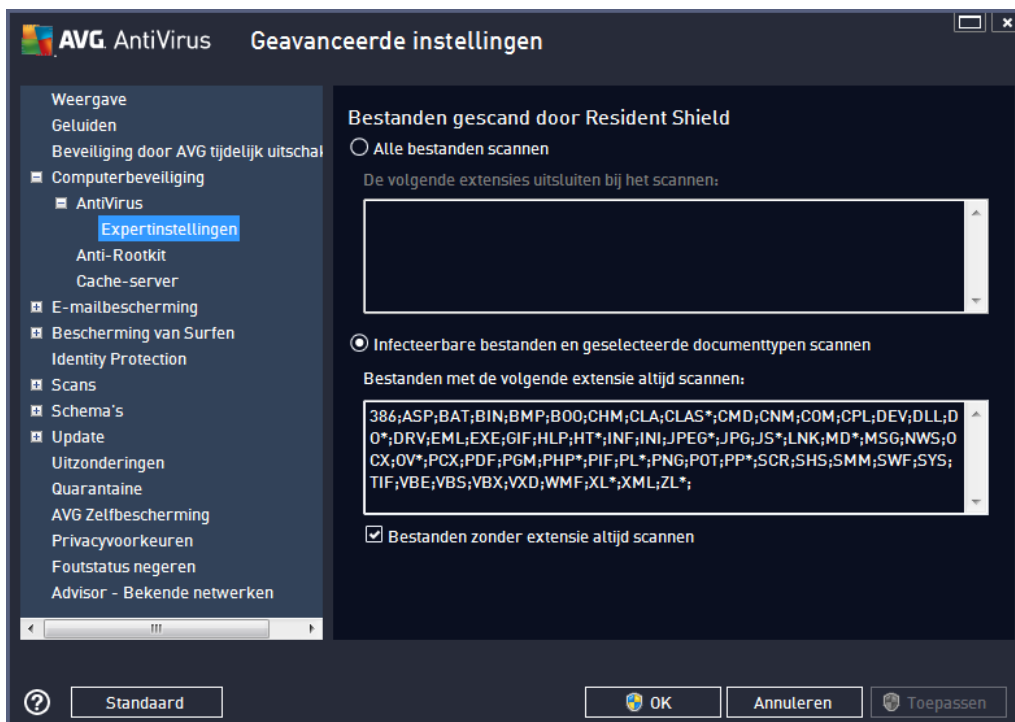 AVG. AntiVirus Geavanceerde instellingen
Weergave
Geluiden
Beveiliging door AVG tijdelijk uitschak
Computerbeveiliging
AntiVirus
Expertinstellingen
Anti-Rootkit
Cache-server
E-mailbescherming
Bescherming van Surfen
Identity Protection
Scans
Schema's
Update
Uitzonderingen
Quarantaine
AVG Zelfbescherming
Privacyvoorkeuren
Foutstatus negeren
Advisor - Bekende netwerken
Bestanden gescand door Resident Shield
Alle bestanden scannen
De volgende extensies uitsluiten bij het scannen:
Infecteerbare bestanden en geselecteerde documenttypen scannen
Bestanden met de volgende extensie altijd scannen:
386;ASP;BAT;BIN;BMP;BOO;CHM;CLA;CLAS*;CMD;CNM;COM;CPL;DEV;DLL;D
O*;DRV;EML;EXE;GIF;HLP;HT*;INF;INI;JPEG*;JPG;JS*;LNK;MD*;MSG;NWS;O
CX;OV*;PCX;PDF;PGM;PHP*;PIF;PL*;PNG;POT;PP*;SCR;SHS;SMM;SWF;SYS;
TIF;VBE;VBS;VBX;VXD;WMF;XL*;XML;ZL*;
Bestanden zonder extensie altijd scannen
Standaard
OK
Annuleren
Toepassen